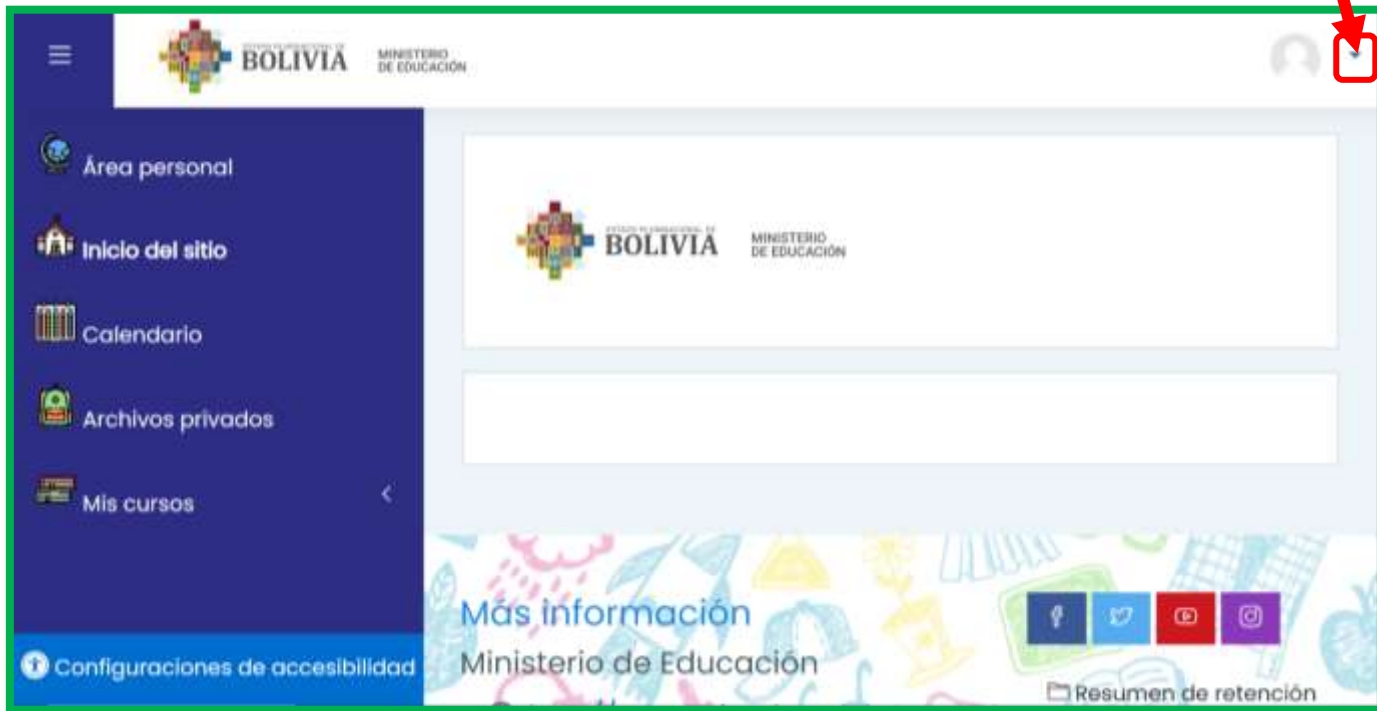 BOLIVIA
MINISTERIO
DE EDUCACIÓN
Área personal
Inicio del sitio
Calendario
Archivos privados
Mis cursos
Configuraciones de accesibilidad
BOLIVIA
MINISTERIO
DE EDUCACIÓN
Más información
Ministerio de Educación
Resumen de retención